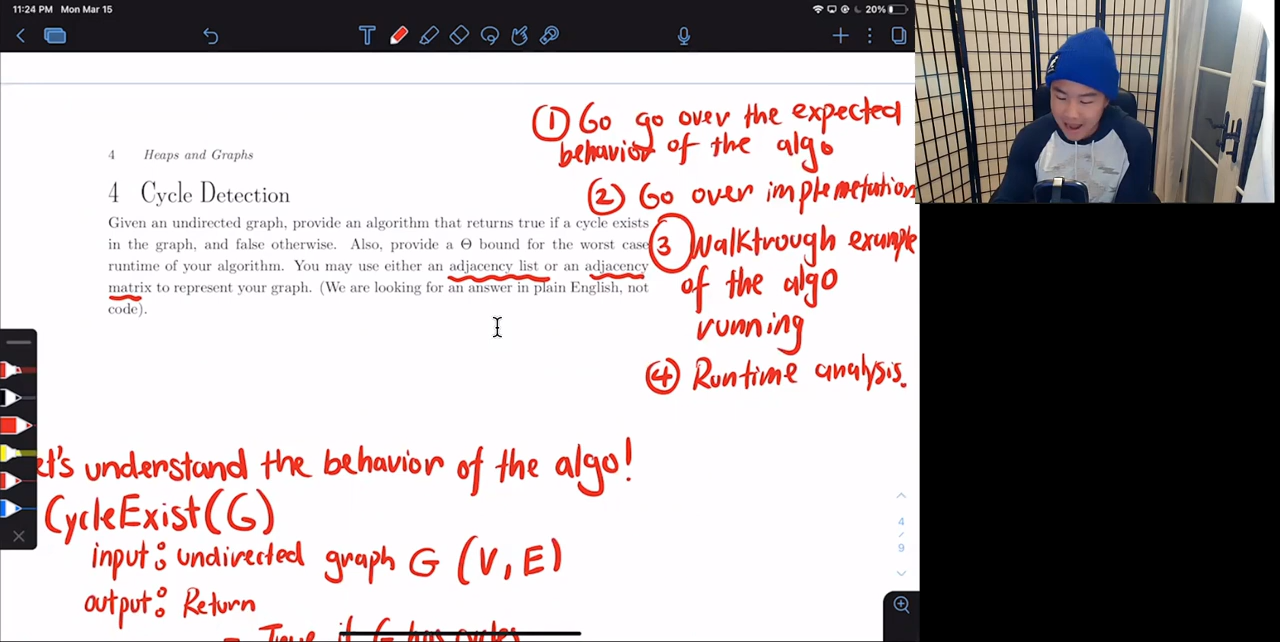 11:24 PM Mon Mar 15
20%
4 Heaps and Graphs
4 Cycle Detection
Given an undirected graph, provide an algorithm that returns true if a cycle exists
in the graph, and false otherwise. Also, provide a Θ bound for the worst case
runtime of your algorithm. You may use either an adjacency list or an adjacency
matrix to represent your graph. (We are looking for an answer in plain English, not
code).
① Go go over the expected
behavior of the algo
② Go over implemetation
③ Walktrough example
of the algo
running
④ Runtime analysis.
et's understand the behavior of the algo!
CycleExist(G)
input: undirected graph G (V, E)
output: Return
- True if G has cycles
4
9